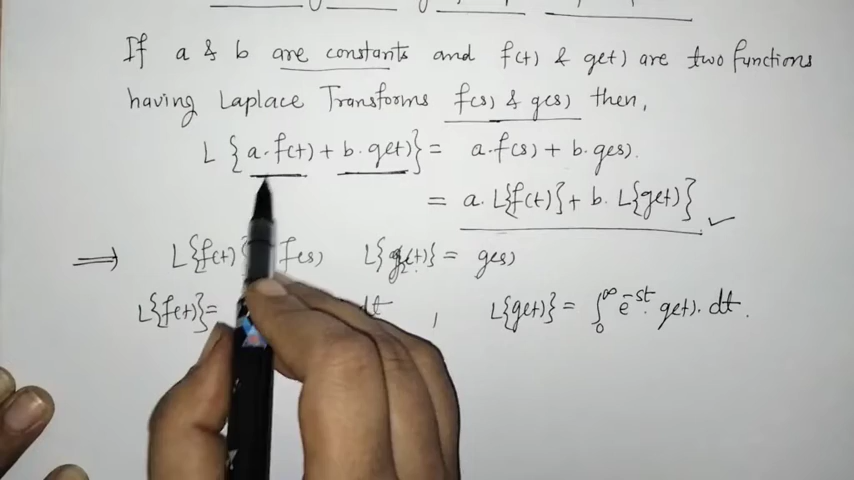 If a & b are constants and f(t) & g(t) are two functions
having Laplace Transforms f(s) & g(s) then,
L {a.f(t) + b.g(t)} = a.f(s) + b.g(s).
= a.L{f(t)} + b.L{g(t)} ✓
⟹ L{f(t)} f(s) L{g(t)} = g(s)
L{f(t)} = dt , L{g(t)} = ∫₀^∞ e^-st g(t).dt.